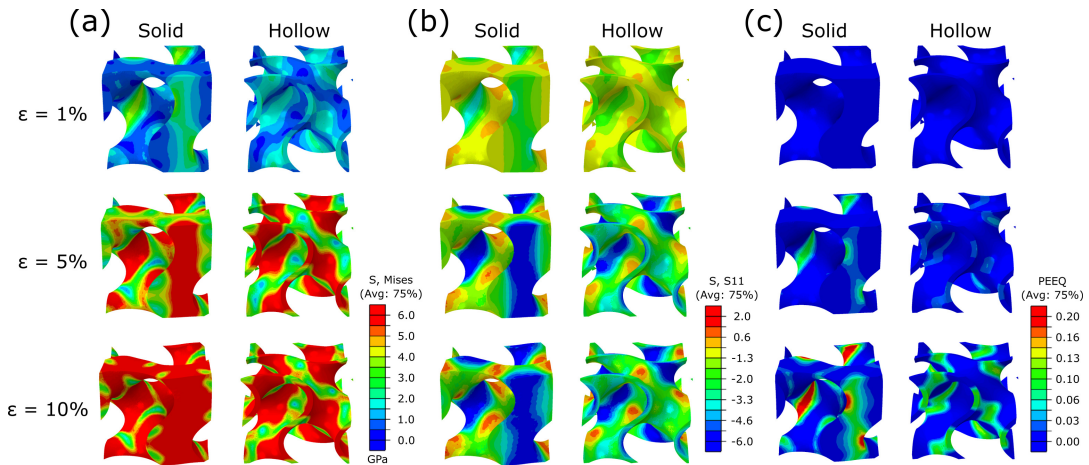 (a) (b) (c)
Solid Hollow Solid Hollow Solid Hollow
ε = 1%
ε = 5%
ε = 10%
S, Mises
(Avg: 75%)
6.0
5.0
4.0
3.0
2.0
1.0
0.0
GPa
S, S11
(Avg: 75%)
2.0
0.6
-1.3
-3.3
-4.6
-6.0
PEEQ
(Avg: 75%)
0.20
0.16
0.13
0.10
0.06
0.03
0.00